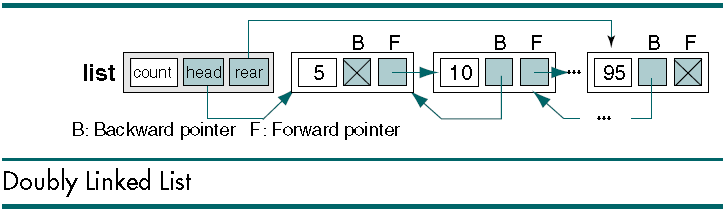 B F B F B F
list count head rear 5 10 ... 95
...
B: Backward pointer F: Forward pointer
Doubly Linked List